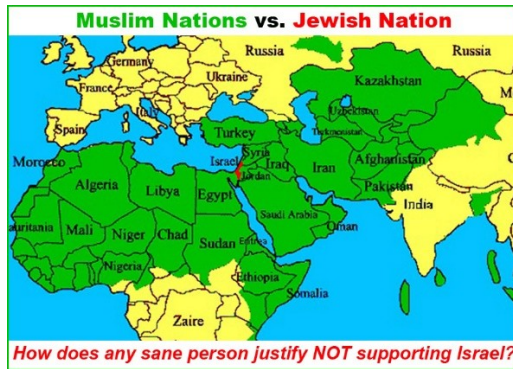 Muslim Nations vs. Jewish Nation
Russia
Russia
Germany
Ukraine
France
Kazakhstan
Italy
Spain
Uzbekistan
Turkey
Turkmenistan
Morocco
Israel
Syria
Iraq
Iran
Afghanistan
Jordan
Algeria
Libya
Egypt
Pakistan
India
Saudi Arabia
Oman
auritania
Mali
Niger
Chad
Sudan
Eritrea
Nigeria
Ethiopia
Somalia
Zaire
How does any sane person justify NOT supporting Israel?